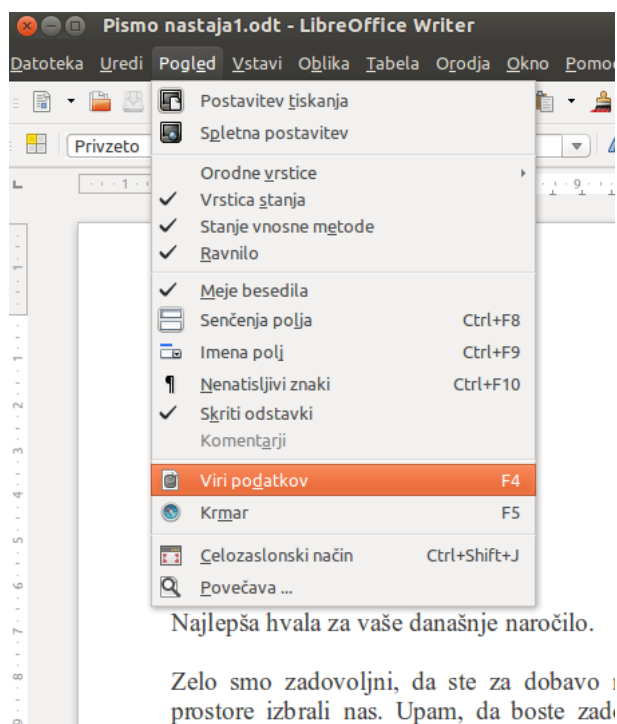 Pismo nastaja1.odt - LibreOffice Writer
Datoteka Uredi Pogled Vstavi Oblika Tabela Orodja Okno
Postavitev tiskanja
Spletna postavitev
Privzeto
Orodne vrstice
Vrstica stanja
Stanje vnosne metode
Ravnilo
Meje besedila
Senčenja polja Ctrl+F8
Imena polj Ctrl+F9
Nenatisljivi znaki Ctrl+F10
Skriti odstavki
Komentarji
Viri podatkov F4
Krmar F5
Celozaslonski način Ctrl+Shift+J
Povečava ...
Najlepša hvala za vaše današnje naročilo.
Zelo smo zadovoljni, da ste za dobavo
prostore izbrali nas. Upam, da boste